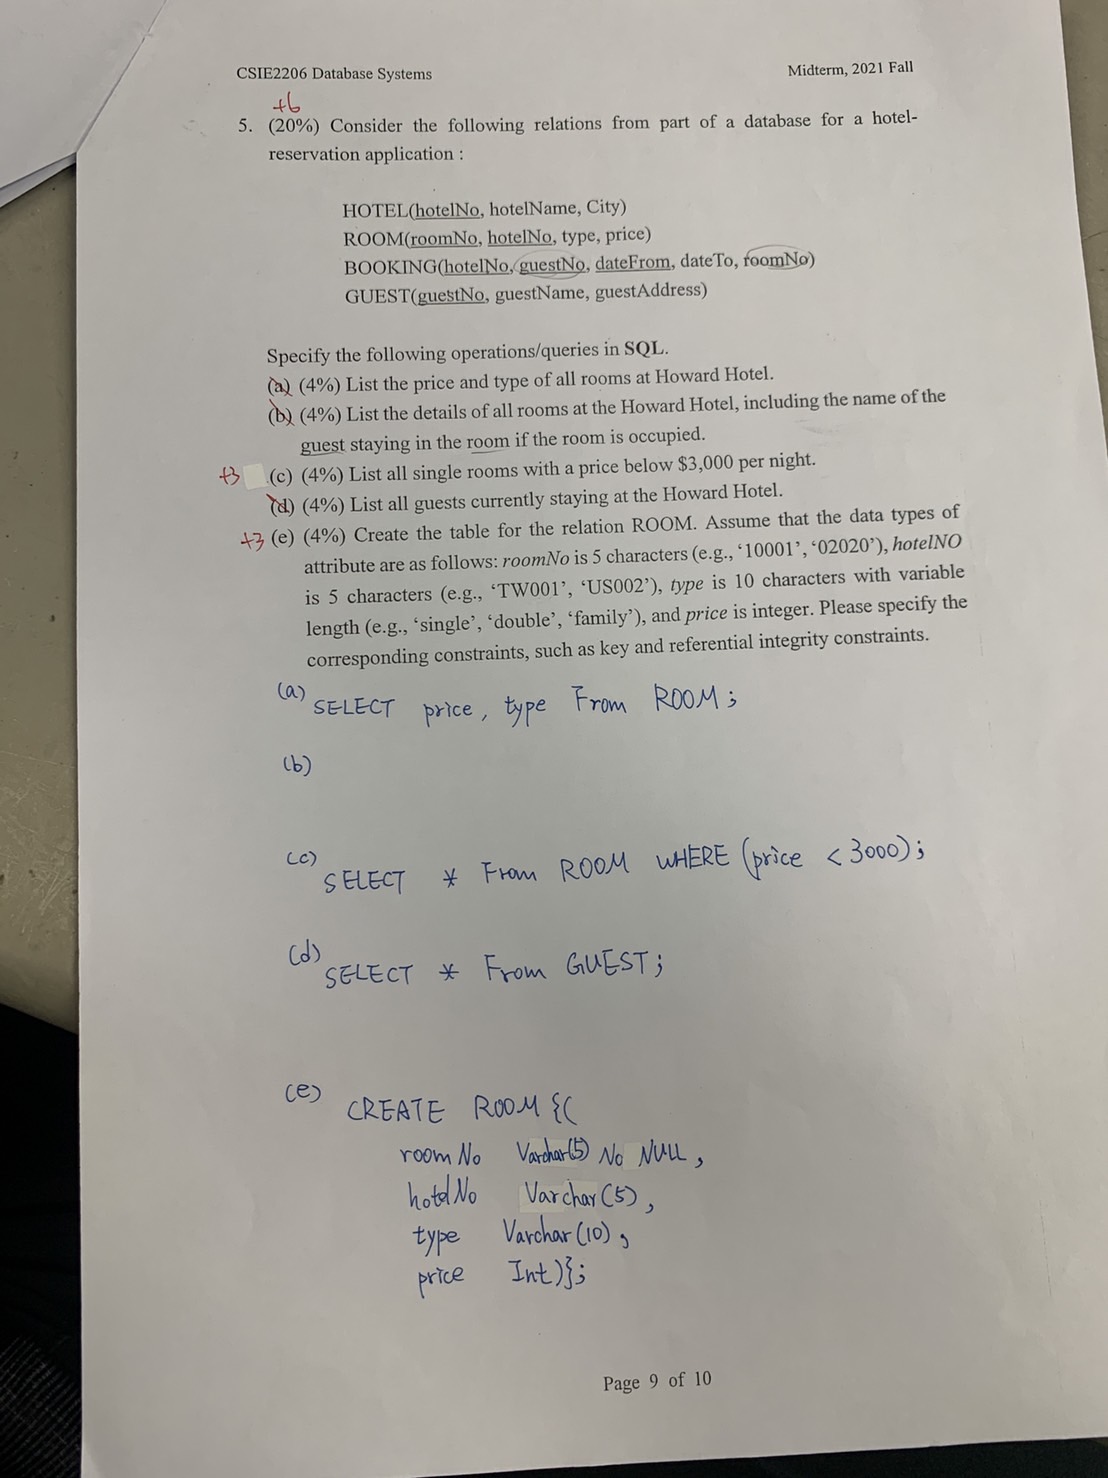 CSIE2206 Database Systems
Midterm, 2021 Fall
+6
5. (20%) Consider the following relations from part of a database for a hotel-
reservation application :
HOTEL(hotelNo, hotelName, City)
ROOM(roomNo, hotelNo, type, price)
BOOKING(hotelNo, guestNo, dateFrom, dateTo, roomNo)
GUEST(guestNo, guestName, guestAddress)
Specify the following operations/queries in SQL.
(a) (4%) List the price and type of all rooms at Howard Hotel.
(b) (4%) List the details of all rooms at the Howard Hotel, including the name of the
guest staying in the room if the room is occupied.
+3 (c) (4%) List all single rooms with a price below $3,000 per night.
(d) (4%) List all guests currently staying at the Howard Hotel.
+3 (e) (4%) Create the table for the relation ROOM. Assume that the data types of
attribute are as follows: roomNo is 5 characters (e.g., ‘10001’, ‘02020’), hotelNO
is 5 characters (e.g., ‘TW001’, ‘US002’), type is 10 characters with variable
length (e.g., ‘single’, ‘double’, ‘family’), and price is integer. Please specify the
corresponding constraints, such as key and referential integrity constraints.
(a) SELECT price, type From ROOM;
(b)
(c) SELECT * From ROOM WHERE (price < 3000);
(d) SELECT * From GUEST;
(e) CREATE ROOM {(
room No Varchar(5) No NULL,
hotel No Varchar(5),
type Varchar(10),
price Int)};
Page 9 of 10